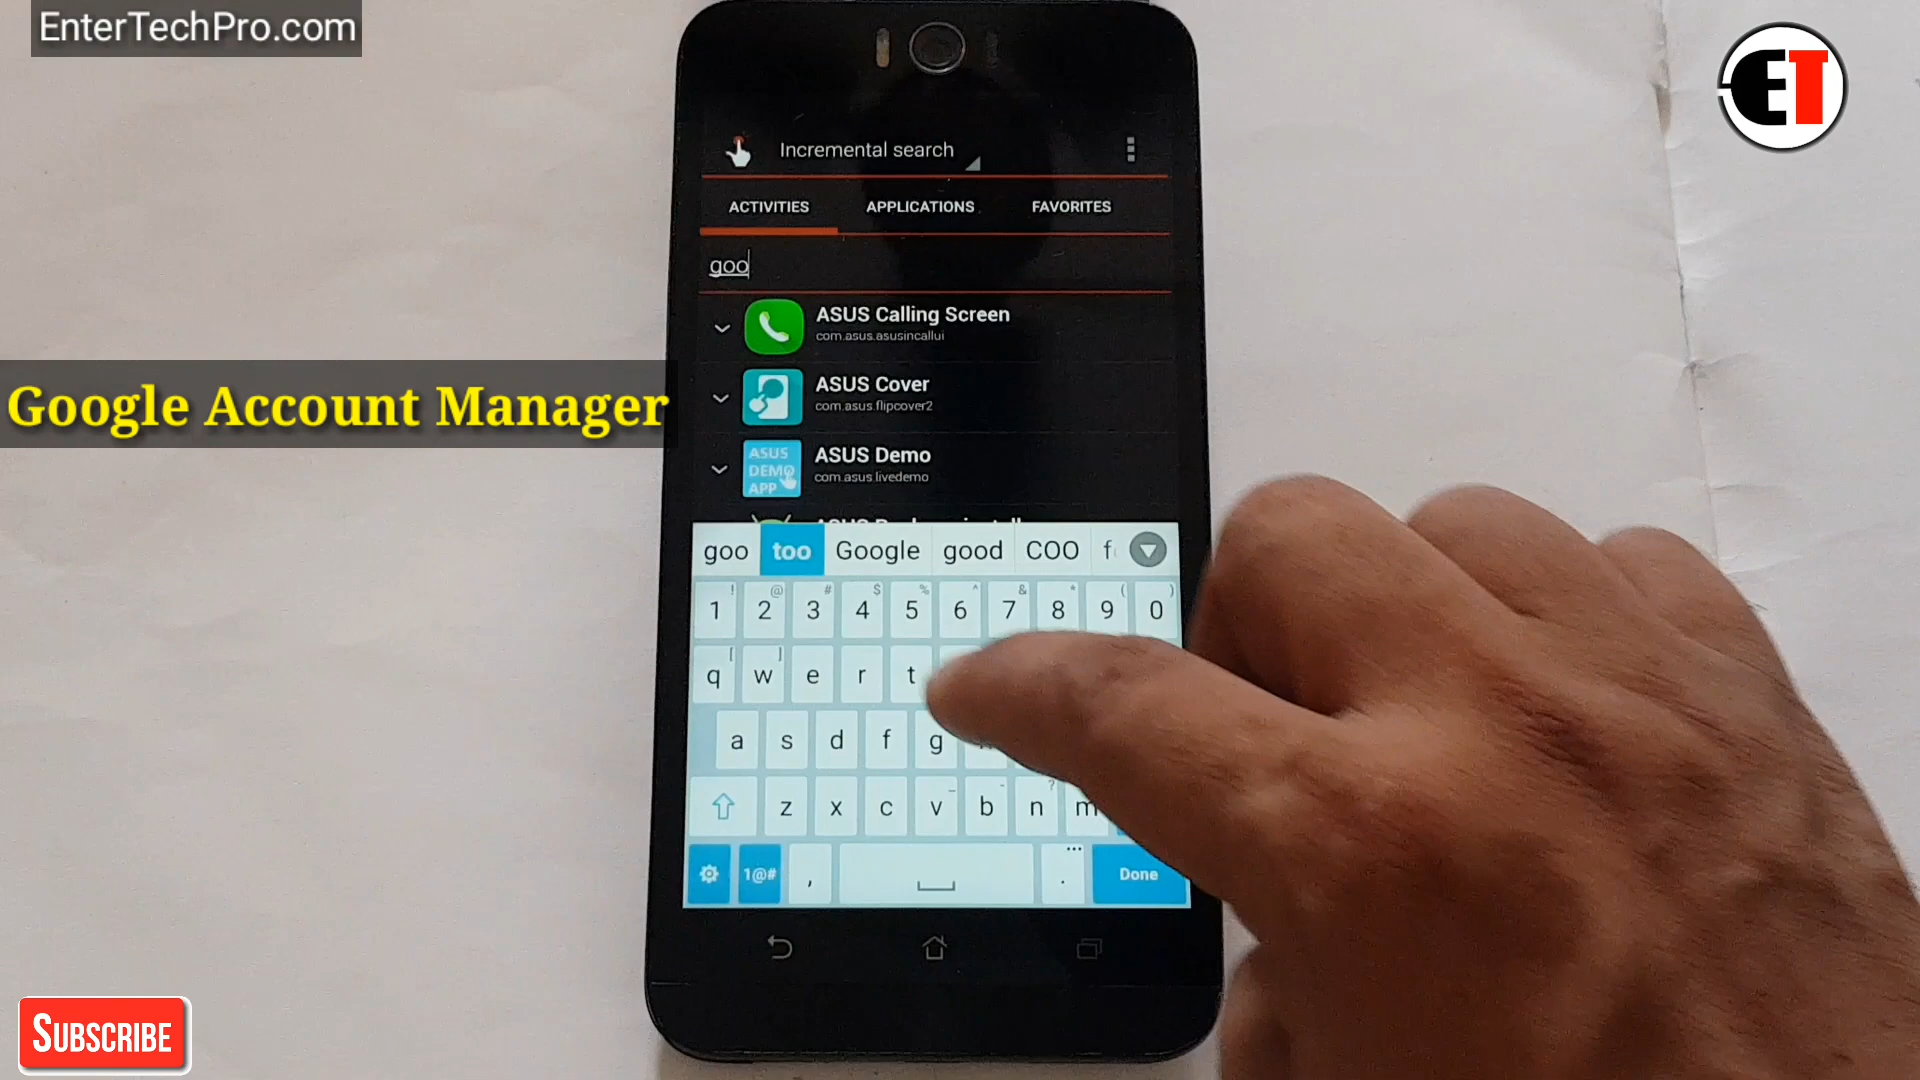 EnterTechPro.com
ET
Incremental search
ACTIVITIES APPLICATIONS FAVORITES
goo
ASUS Calling Screen
com.asus.asusincallui
Google Account Manager
ASUS Cover
com.asus.flipcover2
ASUS DEMO APP
ASUS Demo
com.asus.livedemo
goo too Google good COO
! @ # $ % ^ & * ( )
1 2 3 4 5 6 7 8 9 0
[ ]
q w e r t
a s d f g
z x c v b n m
1@# , . Done
SUBSCRIBE